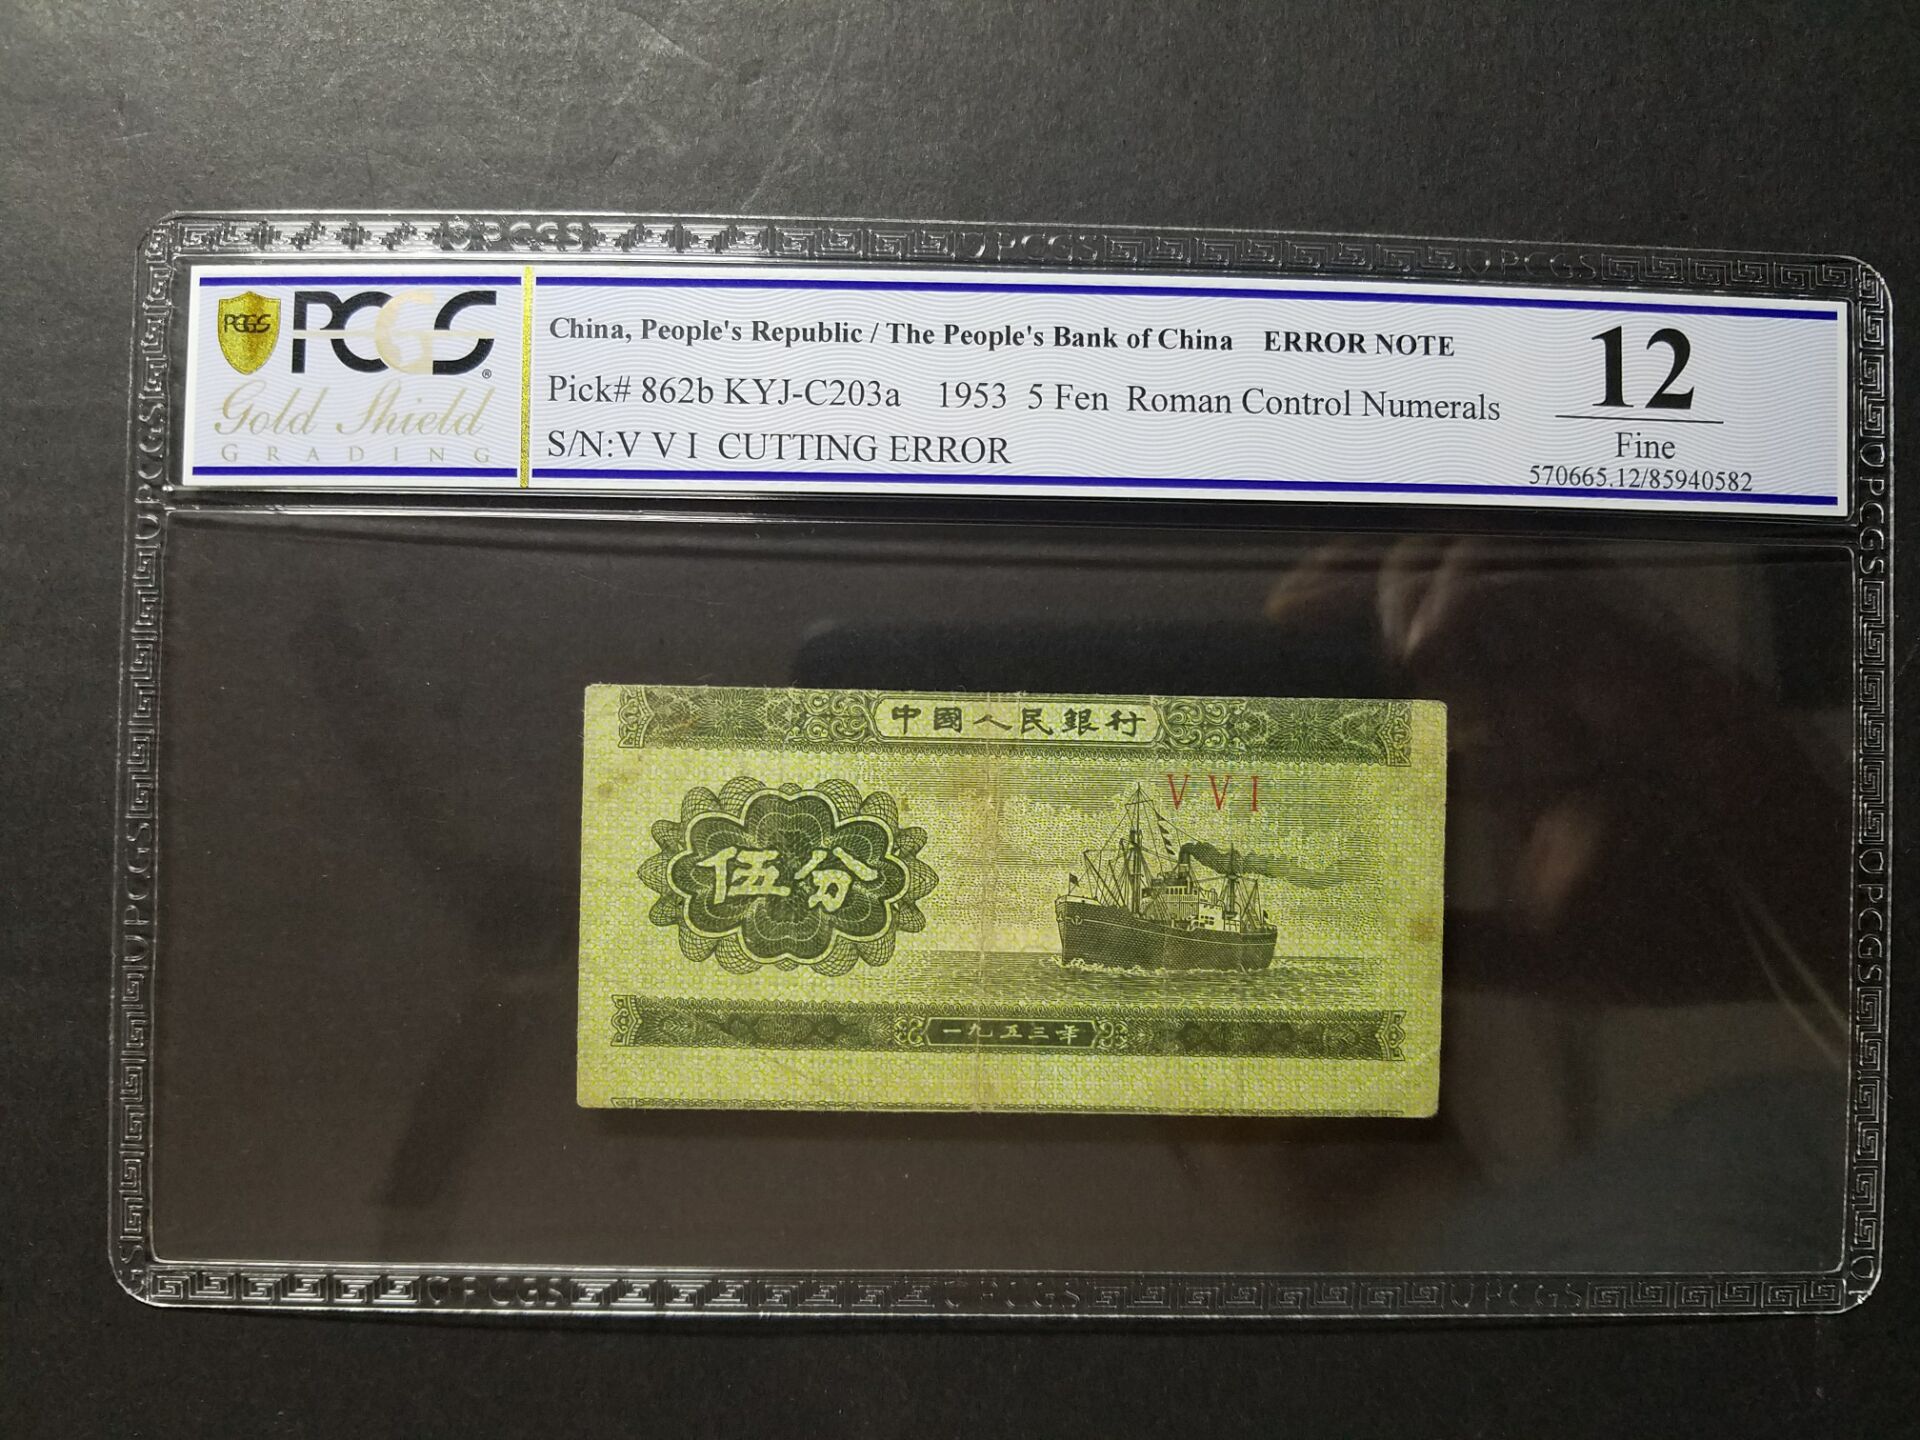 PCGS
PCGS®
Gold Shield
GRADING
China, People's Republic / The People's Bank of China ERROR NOTE
Pick# 862b KYJ-C203a 1953 5 Fen Roman Control Numerals
S/N:V V I CUTTING ERROR
12
Fine
570665.12/85940582
中國人民銀行
V V I
伍分
一九五三年